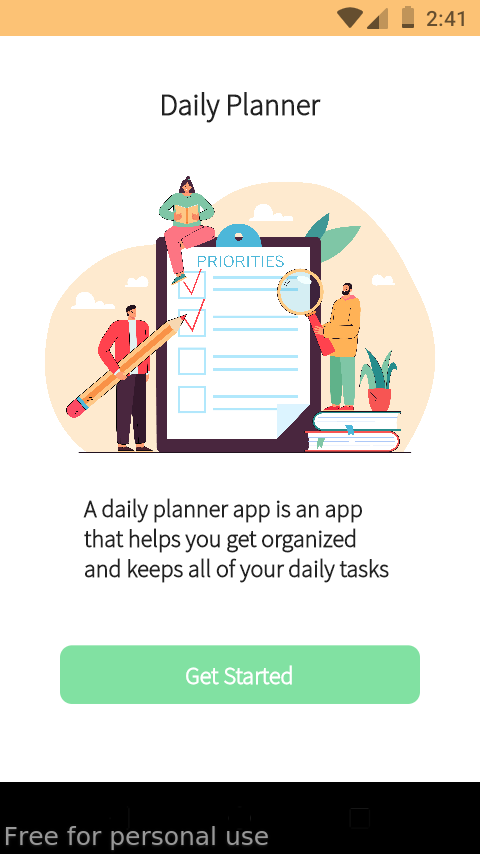 2:41
Daily Planner
PRIORITIES
A daily planner app is an app
that helps you get organized
and keeps all of your daily tasks
Get Started
Free for personal use